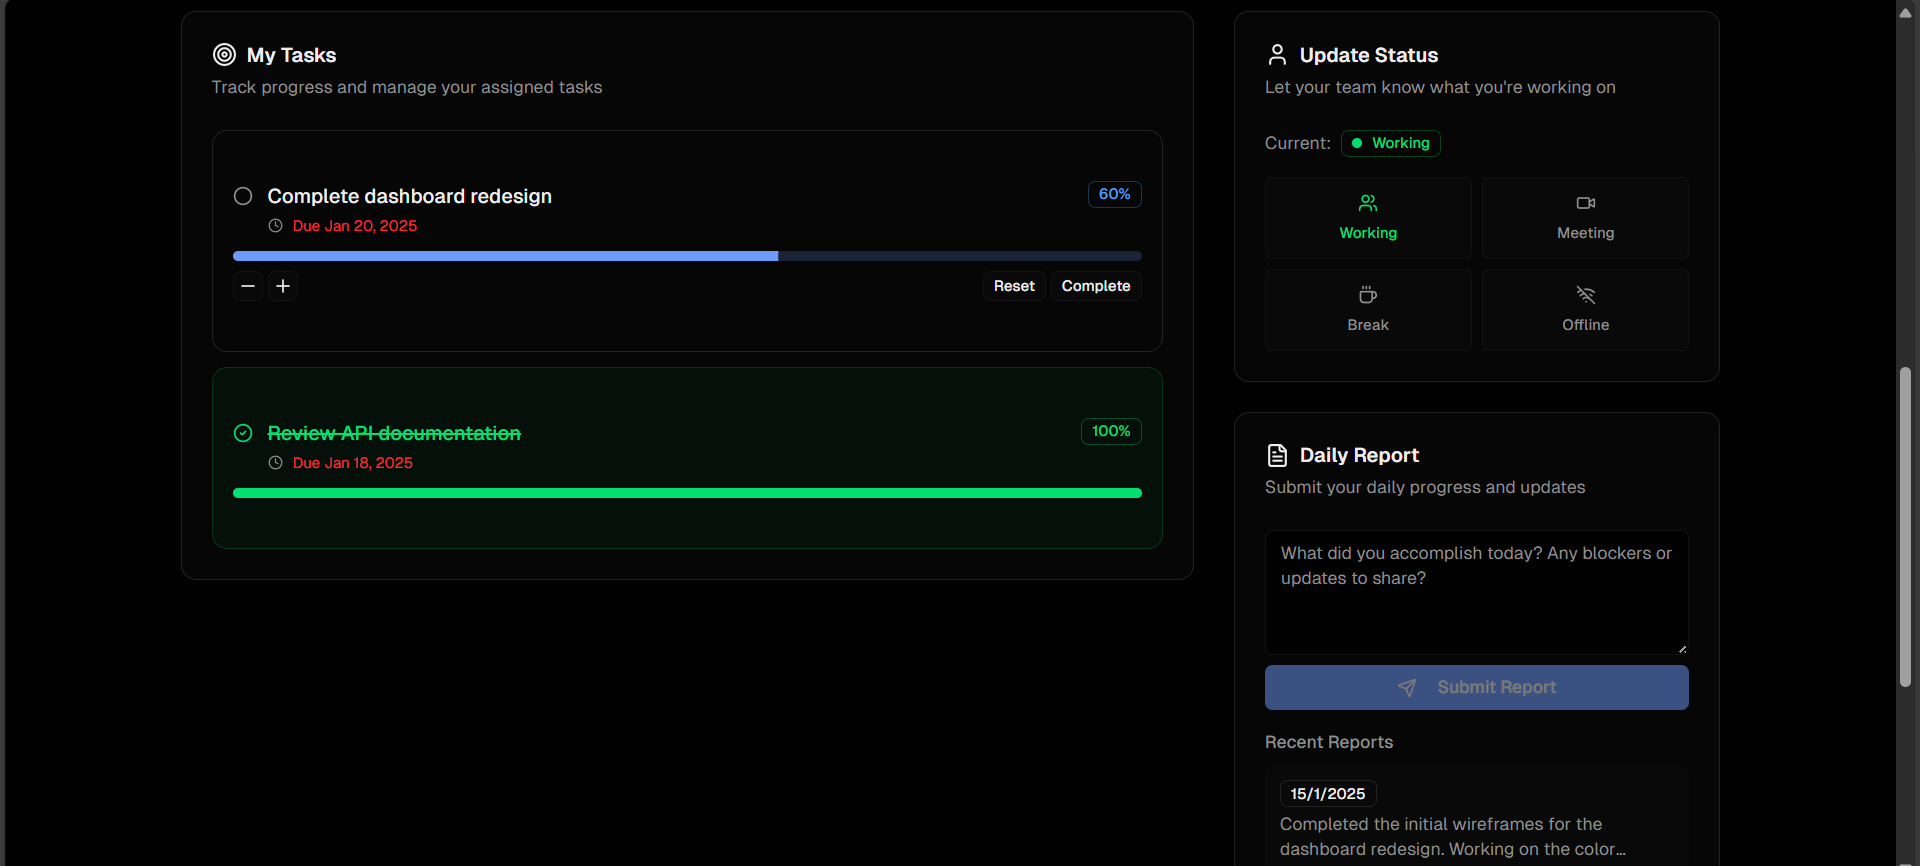 My Tasks
Track progress and manage your assigned tasks
Complete dashboard redesign
60%
Due Jan 20, 2025
Reset
Complete
Review API documentation
100%
Due Jan 18, 2025
Update Status
Let your team know what you're working on
Current:
Working
Working
Meeting
Break
Offline
Daily Report
Submit your daily progress and updates
What did you accomplish today? Any blockers or
updates to share?
Submit Report
Recent Reports
15/1/2025
Completed the initial wireframes for the
dashboard redesign. Working on the color...